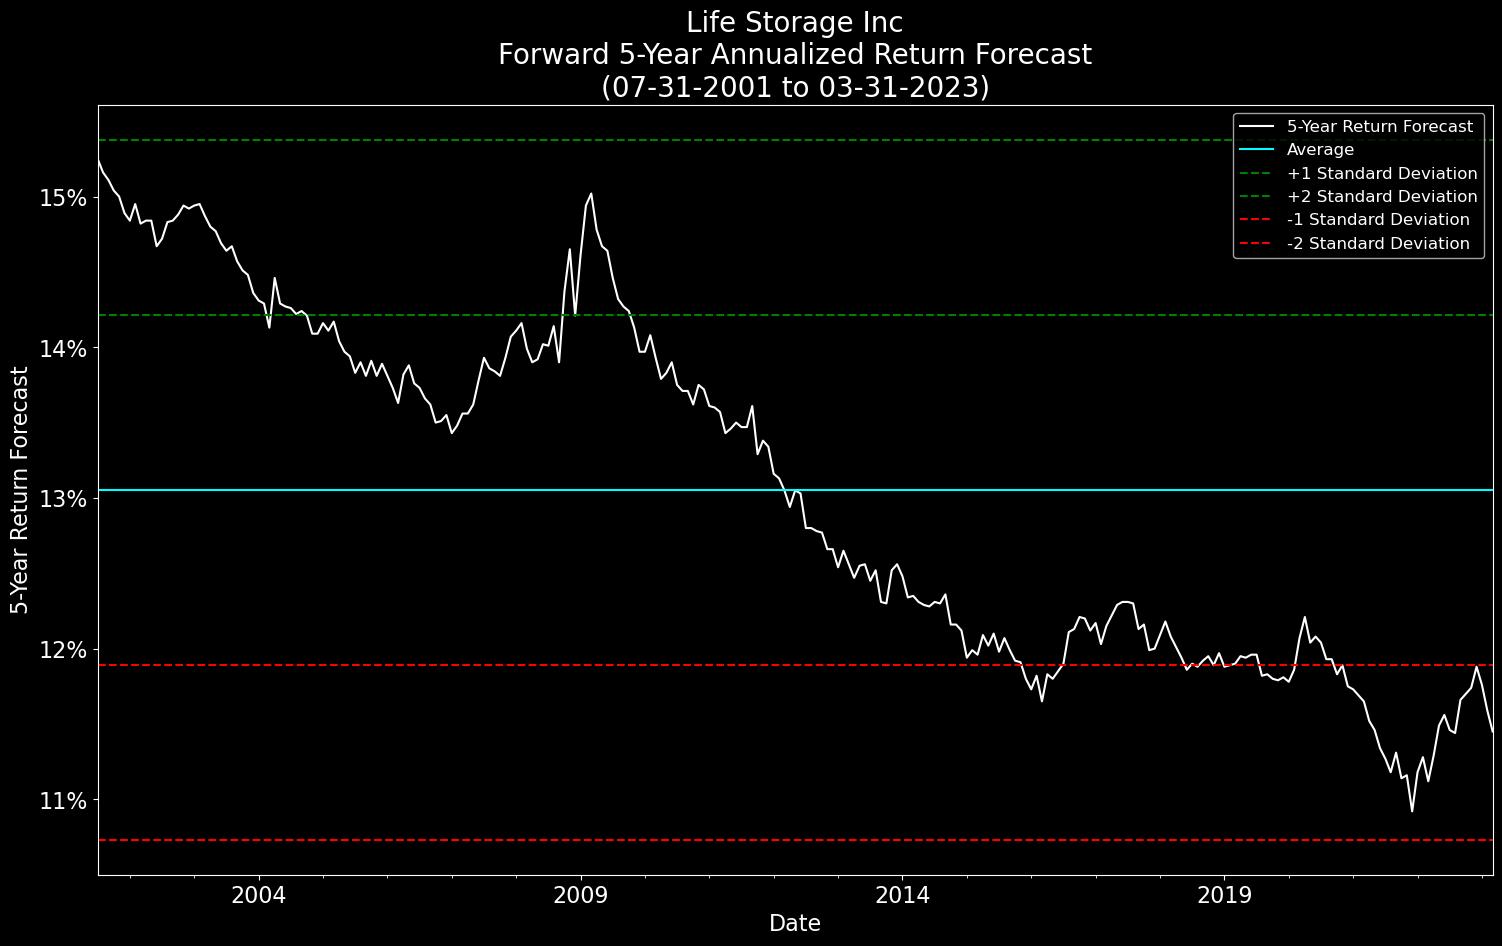 Life Storage Inc
Forward 5-Year Annualized Return Forecast
(07-31-2001 to 03-31-2023)
5-Year Return Forecast
Average
+1 Standard Deviation
+2 Standard Deviation
-1 Standard Deviation
-2 Standard Deviation
5-Year Return Forecast
15%
14%
13%
12%
11%
2004
2009
2014
2019
Date